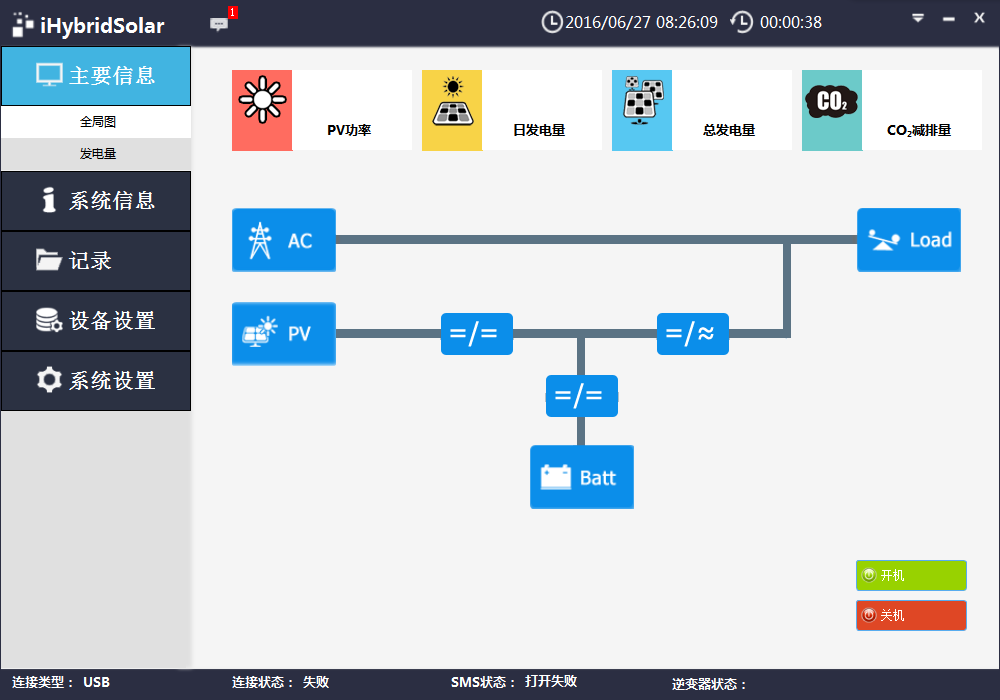 iHybridSolar
1
2016/06/27 08:26:09
00:00:38
X
主要信息
全局图
发电量
系统信息
记录
设备设置
系统设置
PV功率
日发电量
总发电量
CO₂
CO₂减排量
AC
Load
PV
=/=
=/≈
=/=
Batt
开机
关机
连接类型： USB
连接状态： 失败
SMS状态： 打开失败
逆变器状态：